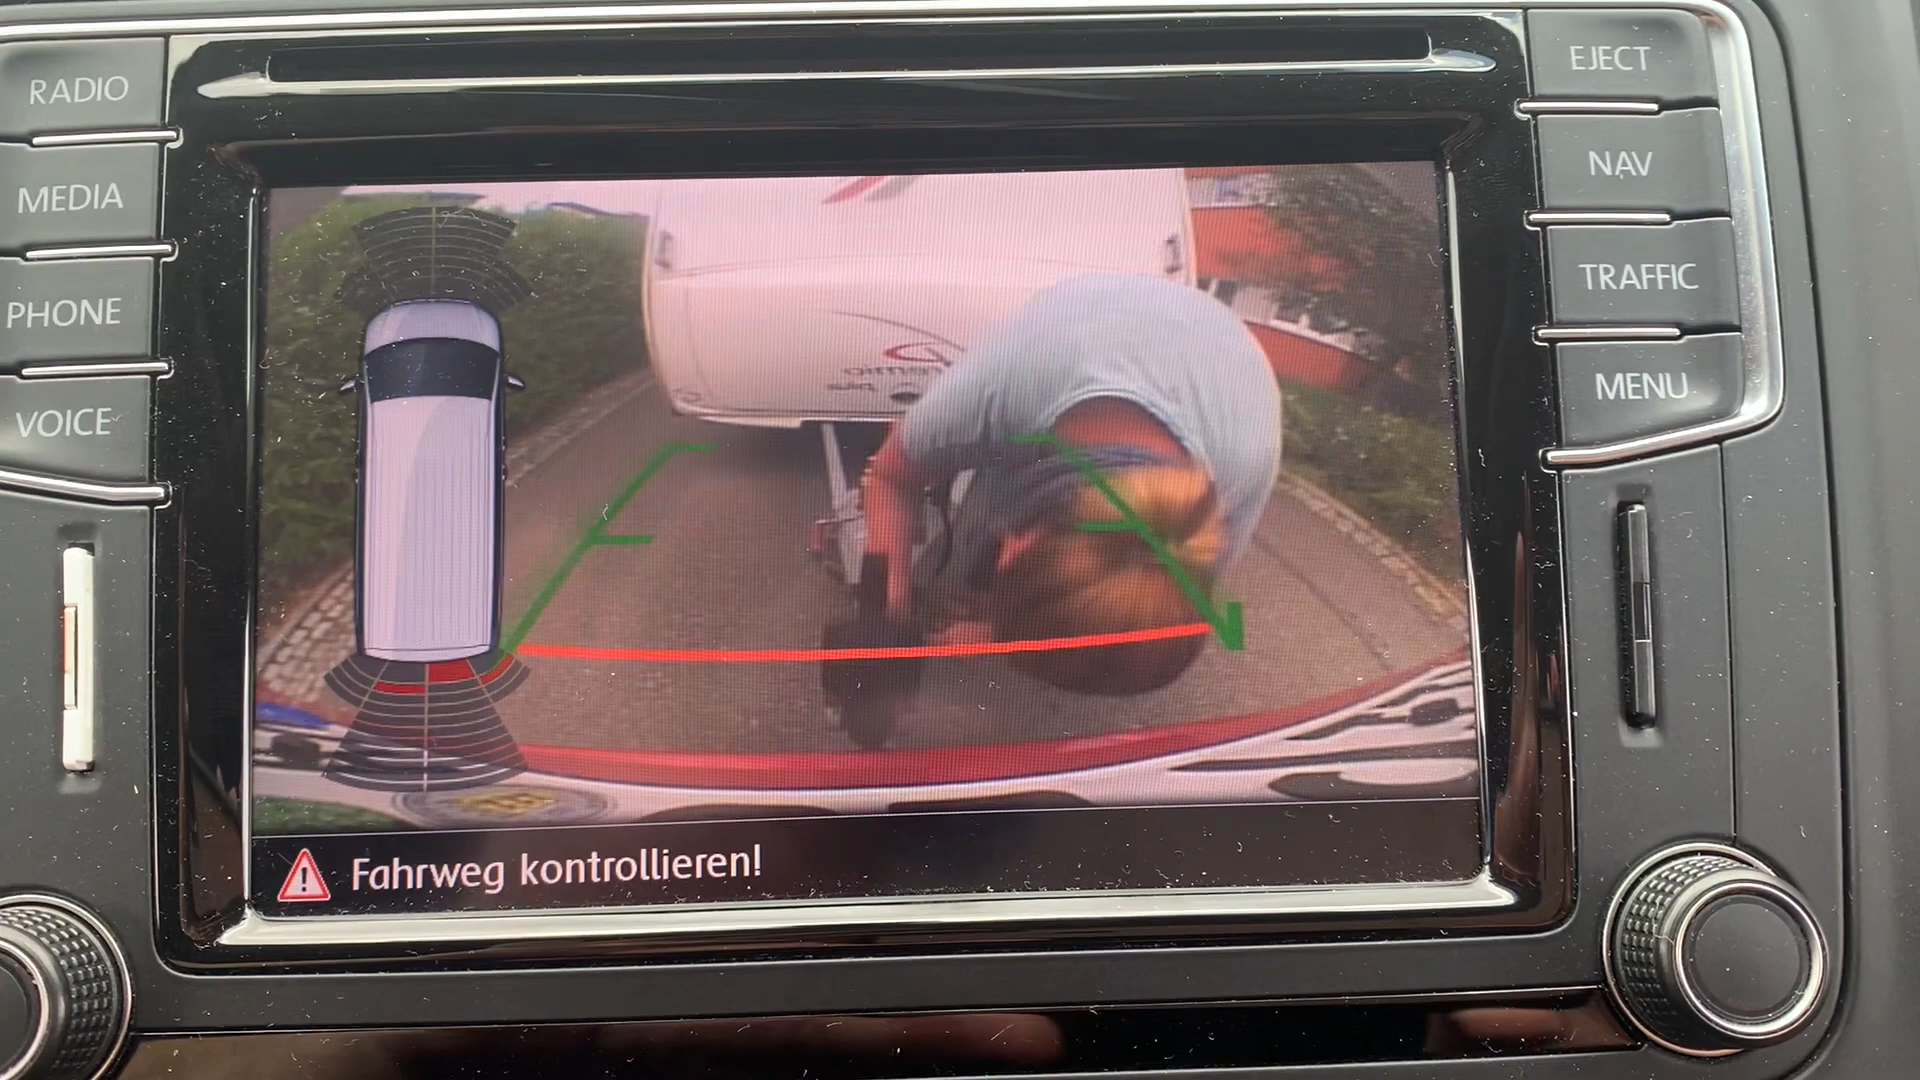 RADIO
MEDIA
PHONE
VOICE
EJECT
NAV
TRAFFIC
MENU
Fahrweg kontrollieren!